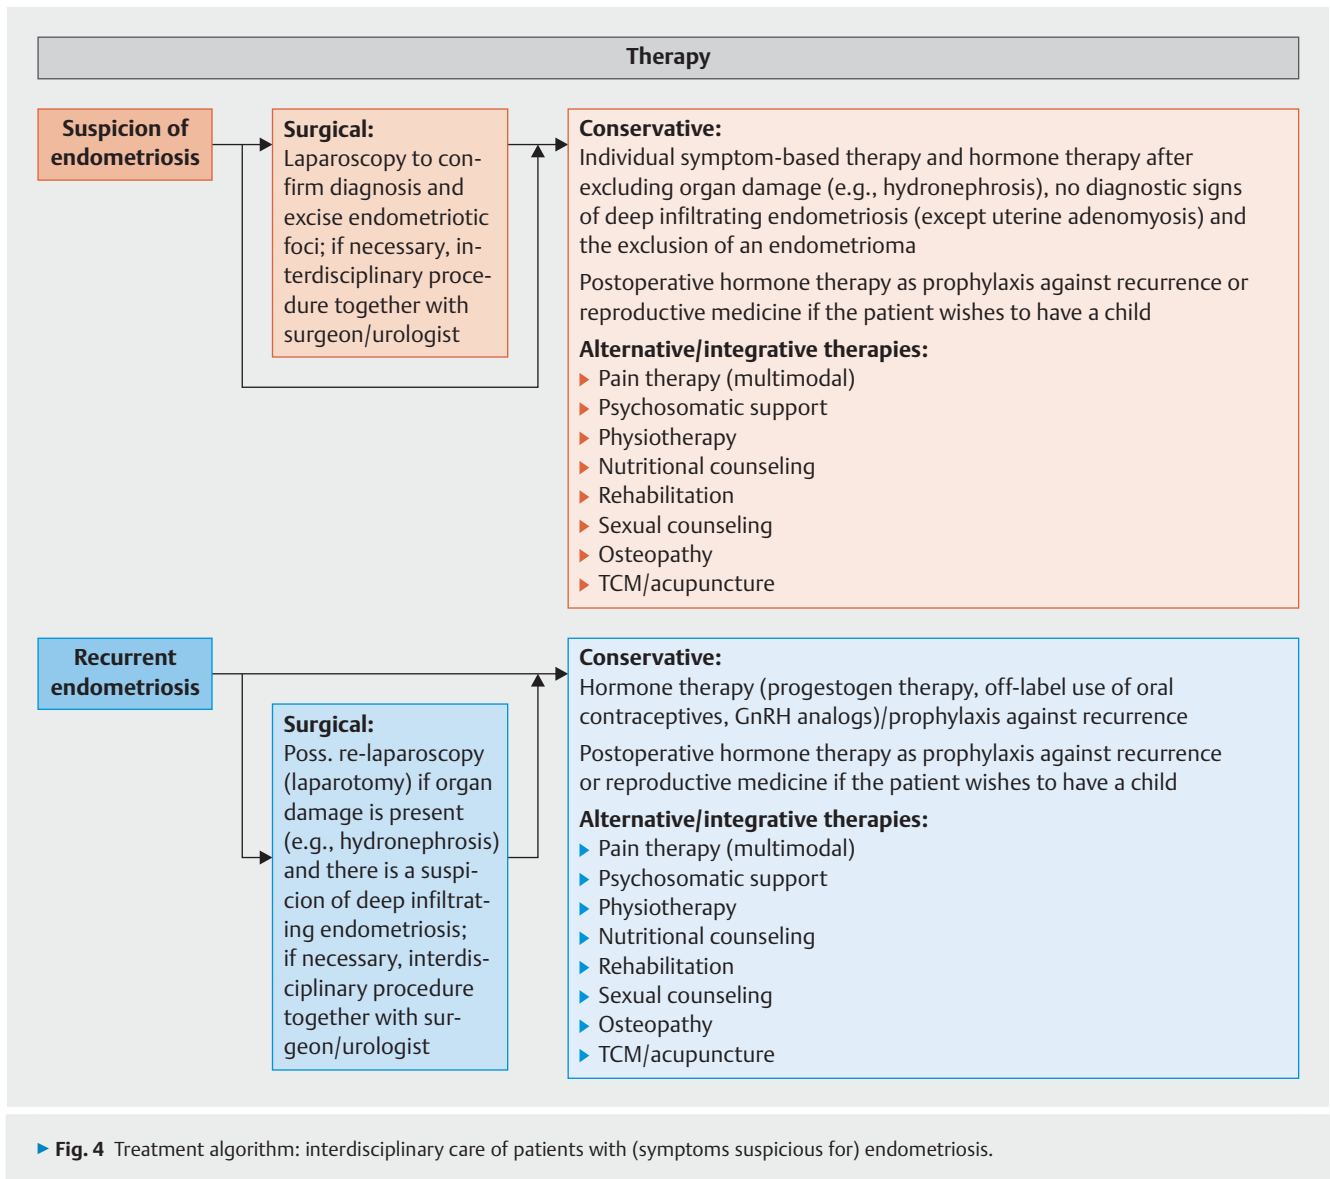 Therapy
Suspicion of
endometriosis
Surgical:
Laparoscopy to con-
firm diagnosis and
excise endometriotic
foci; if necessary, in-
terdisciplinary proce-
dure together with
surgeon/urologist
Conservative:
Individual symptom-based therapy and hormone therapy after
excluding organ damage (e.g., hydronephrosis), no diagnostic signs
of deep infiltrating endometriosis (except uterine adenomyosis) and
the exclusion of an endometrioma
Postoperative hormone therapy as prophylaxis against recurrence or
reproductive medicine if the patient wishes to have a child
Alternative/integrative therapies:
▶ Pain therapy (multimodal)
▶ Psychosomatic support
▶ Physiotherapy
▶ Nutritional counseling
▶ Rehabilitation
▶ Sexual counseling
▶ Osteopathy
▶ TCM/acupuncture
Recurrent
endometriosis
Surgical:
Poss. re-laparoscopy
(laparotomy) if organ
damage is present
(e.g., hydronephrosis)
and there is a suspi-
cion of deep infiltrat-
ing endometriosis;
if necessary, interdis-
ciplinary procedure
together with sur-
geon/urologist
Conservative:
Hormone therapy (progestogen therapy, off-label use of oral
contraceptives, GnRH analogs)/prophylaxis against recurrence
Postoperative hormone therapy as prophylaxis against recurrence
or reproductive medicine if the patient wishes to have a child
Alternative/integrative therapies:
▶ Pain therapy (multimodal)
▶ Psychosomatic support
▶ Physiotherapy
▶ Nutritional counseling
▶ Rehabilitation
▶ Sexual counseling
▶ Osteopathy
▶ TCM/acupuncture
▶ Fig. 4 Treatment algorithm: interdisciplinary care of patients with (symptoms suspicious for) endometriosis.